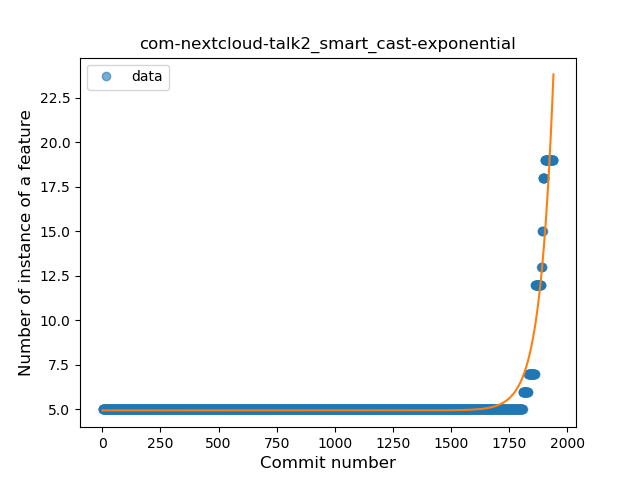 com-nextcloud-talk2_smart_cast-exponential
data
Number of instance of a feature
22.5
20.0
17.5
15.0
12.5
10.0
7.5
5.0
0 250 500 750 1000 1250 1500 1750 2000
Commit number